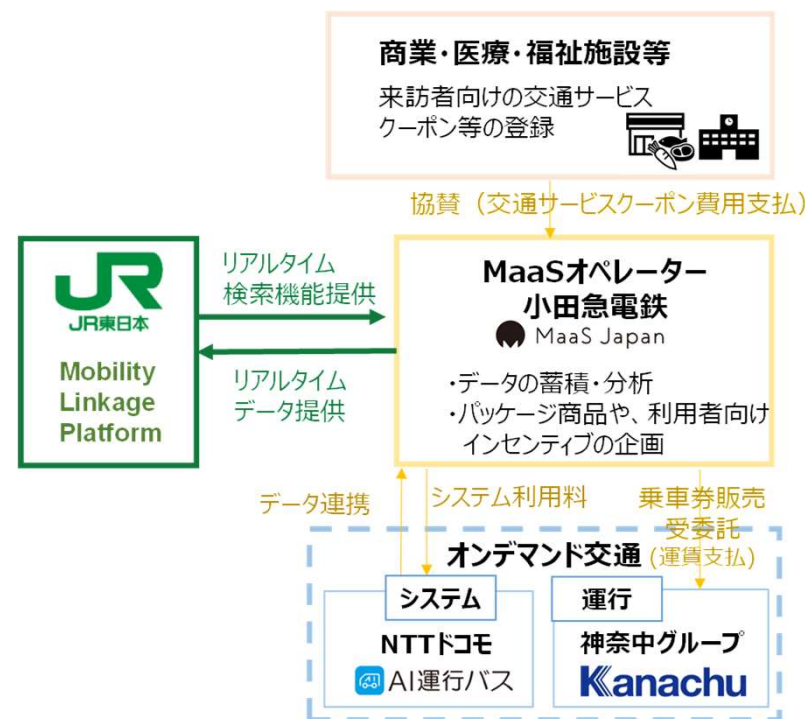 商業・医療・福祉施設等
来訪者向けの交通サービス
クーポン等の登録
協賛（交通サービスクーポン費用支払）
JR
JR東日本
Mobility
Linkage
Platform
リアルタイム
検索機能提供
リアルタイム
データ提供
MaaSオペレーター
小田急電鉄
MaaS Japan
・データの蓄積・分析
・パッケージ商品や、利用者向け
インセンティブの企画
データ連携
システム利用料
乗車券販売
受委託
(運賃支払)
オンデマンド交通
システム
NTTドコモ
AI運行バス
運行
神奈中グループ
Kanachu